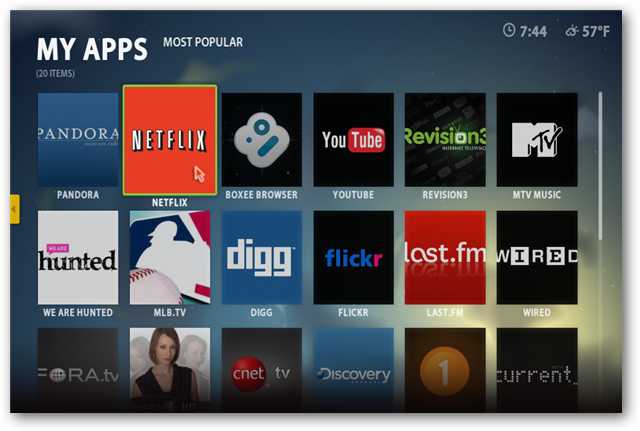 MY APPS
MOST POPULAR
7:44
57°F
(20 ITEMS)
PANDORA
NETFLIX
You Tube
Revision3
INTERNET TELEVISION
MTV
PANDORA
NETFLIX
BOXEE BROWSER
YOUTUBE
REVISION3
MTV MUSIC
WE ARE
hunted
digg
flickr
last.fm
WIRED
WE ARE HUNTED
MLB.TV
DIGG
FLICKR
LAST.FM
WIRED
FORA.tv
cnet tv
Discovery
1
current_